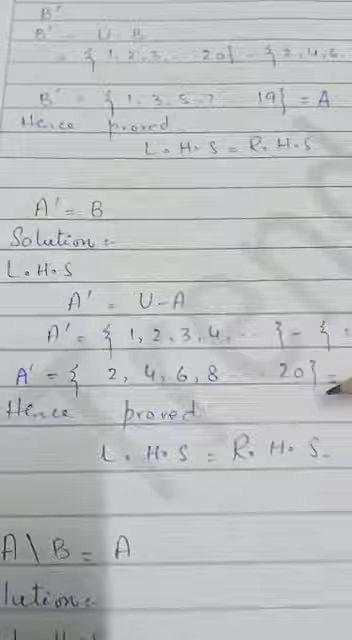 B'
B' = U - B
= { 1, 2, 3, ... 20} - { 2, 4, 6,
B' = { 1, 3, 5, 7 ... 19} = A
Hence proved
L.H.S = R.H.S
A' = B
Solution:-
L.H.S
A' = U-A
A' = { 1, 2, 3, 4, ... } - {
A' = { 2, 4, 6, 8 ... 20} =
Hence proved
L.H.S = R.H.S.
A \ B = A
lution: